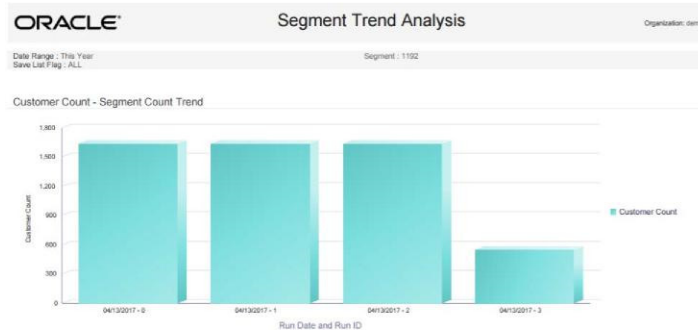 ORACLE
Segment Trend Analysis
Organization: dem
Date Range : This Year
Segment : 1192
Save List Flag : ALL
Customer Count - Segment Count Trend
1,800
1,500
1,200
900
600
300
0
Customer Count
04/13/2017 - 0
04/13/2017 - 1
04/13/2017 - 2
04/13/2017 - 3
Run Date and Run ID
Customer Count